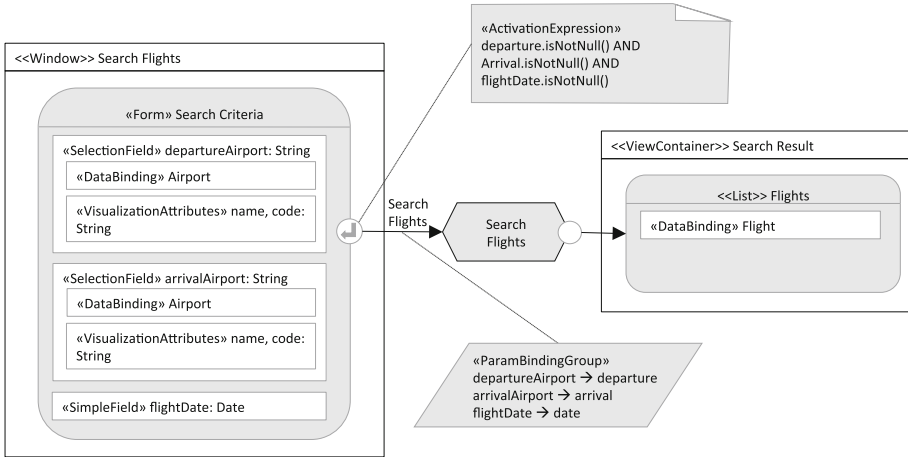 <<Window>> Search Flights
«Form» Search Criteria
«SelectionField» departureAirport: String
«DataBinding» Airport
«VisualizationAttributes» name, code:
String
«SelectionField» arrivalAirport: String
«DataBinding» Airport
«VisualizationAttributes» name, code:
String
«SimpleField» flightDate: Date
«ActivationExpression»
departure.isNotNull() AND
Arrival.isNotNull() AND
flightDate.isNotNull()
Search
Flights
Search
Flights
<<ViewContainer>> Search Result
<<List>> Flights
«DataBinding» Flight
«ParamBindingGroup»
departureAirport → departure
arrivalAirport → arrival
flightDate → date